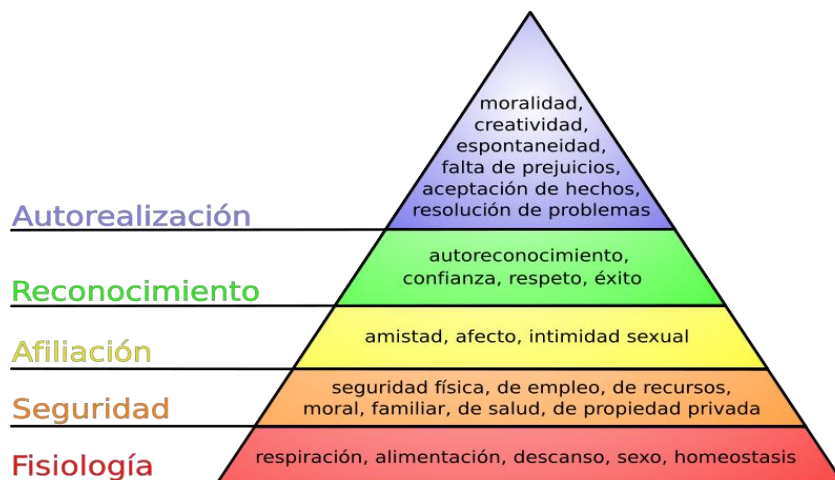 moralidad,
creatividad,
espontaneidad,
falta de prejuicios,
aceptación de hechos,
resolución de problemas
Autorealización
autoreconocimiento,
confianza, respeto, éxito
Reconocimiento
amistad, afecto, intimidad sexual
Afiliación
seguridad física, de empleo, de recursos,
moral, familiar, de salud, de propiedad privada
Seguridad
respiración, alimentación, descanso, sexo, homeostasis
Fisiología